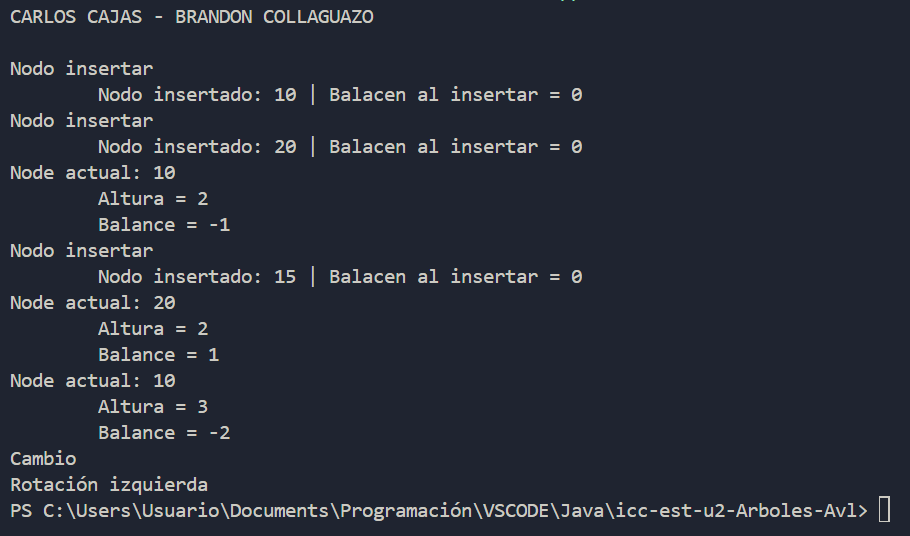 CARLOS CAJAS - BRANDON COLLAGUAZO
Nodo insertar
Nodo insertado: 10 | Balacen al insertar = 0
Nodo insertar
Nodo insertado: 20 | Balacen al insertar = 0
Node actual: 10
Altura = 2
Balance = -1
Nodo insertar
Nodo insertado: 15 | Balacen al insertar = 0
Node actual: 20
Altura = 2
Balance = 1
Node actual: 10
Altura = 3
Balance = -2
Cambio
Rotación izquierda
PS C:\Users\Usuario\Documents\Programación\VSCODE\Java\icc-est-u2-Arboles-Avl>